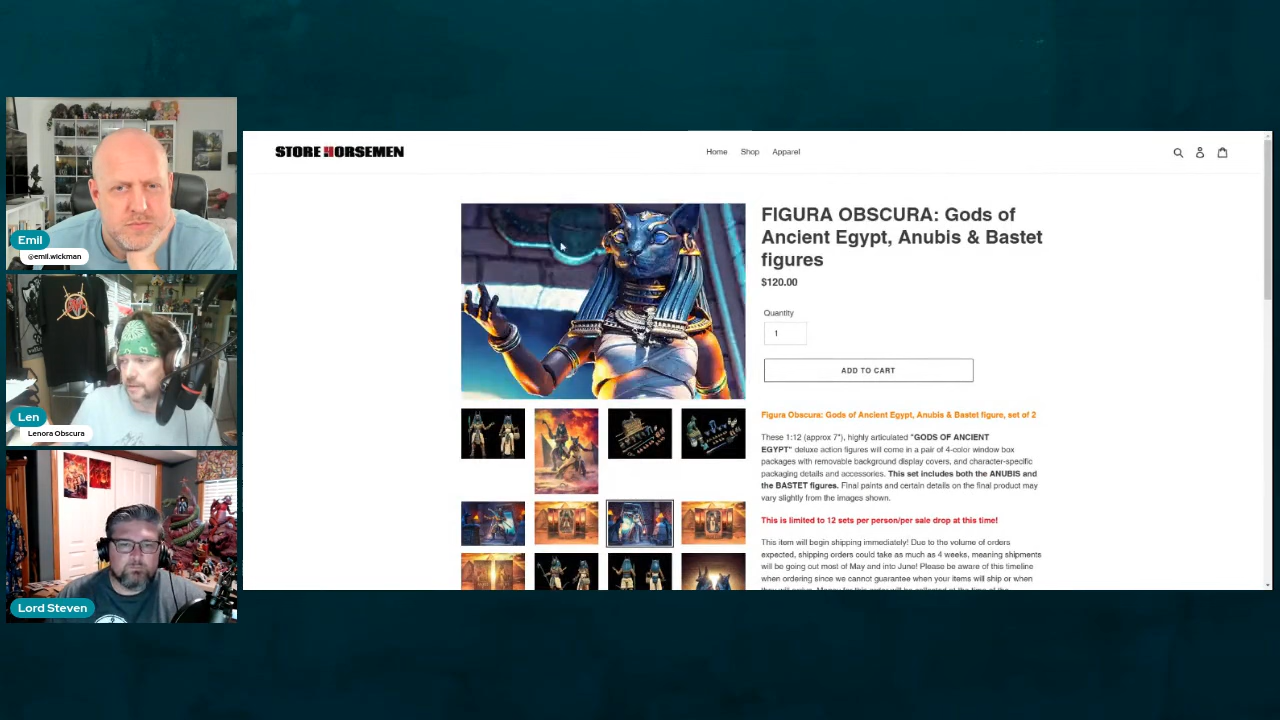 Emil
@emil.wickman
Len
Lenora Obscura
Lord Steven
STORE HORSEMEN
Home Shop Apparel
FIGURA OBSCURA: Gods of
Ancient Egypt, Anubis & Bastet
figures
$120.00
Quantity
1
ADD TO CART
Figura Obscura: Gods of Ancient Egypt, Anubis & Bastet figure, set of 2
These 1:12 (approx 7"), highly articulated "GODS OF ANCIENT
EGYPT" deluxe action figures will come in a pair of 4-color window box
packages with removable background display covers, and character-specific
packaging details and accessories. This set includes both the ANUBIS and
the BASTET figures. Final paints and certain details on the final product may
vary slightly from the images shown.
This is limited to 12 sets per person/per sale drop at this time!
This item will begin shipping immediately! Due to the volume of orders
expected, shipping orders could take as much as 4 weeks, meaning shipments
will be going out most of May and into June! Please be aware of this timeline
when ordering since we cannot guarantee when your items will ship or when